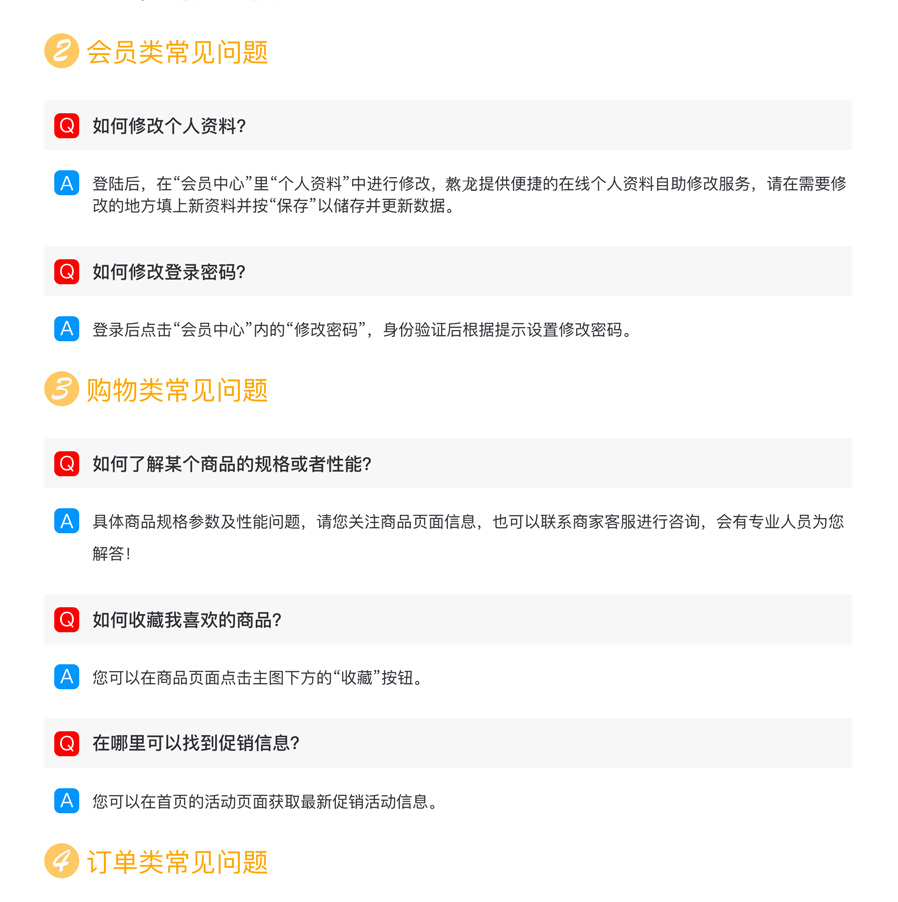 2 会员类常见问题
Q 如何修改个人资料?
A 登陆后，在“会员中心”里“个人资料”中进行修改，熬龙提供便捷的在线个人资料自助修改服务，请在需要修
改的地方填上新资料并按“保存”以储存并更新数据。
Q 如何修改登录密码?
A 登录后点击“会员中心”内的“修改密码”，身份验证后根据提示设置修改密码。
3 购物类常见问题
Q 如何了解某个商品的规格或者性能?
A 具体商品规格参数及性能问题，请您关注商品页面信息，也可以联系商家客服进行咨询，会有专业人员为您
解答!
Q 如何收藏我喜欢的商品?
A 您可以在商品页面点击主图下方的“收藏”按钮。
Q 在哪里可以找到促销信息?
A 您可以在首页的活动页面获取最新促销活动信息。
4 订单类常见问题